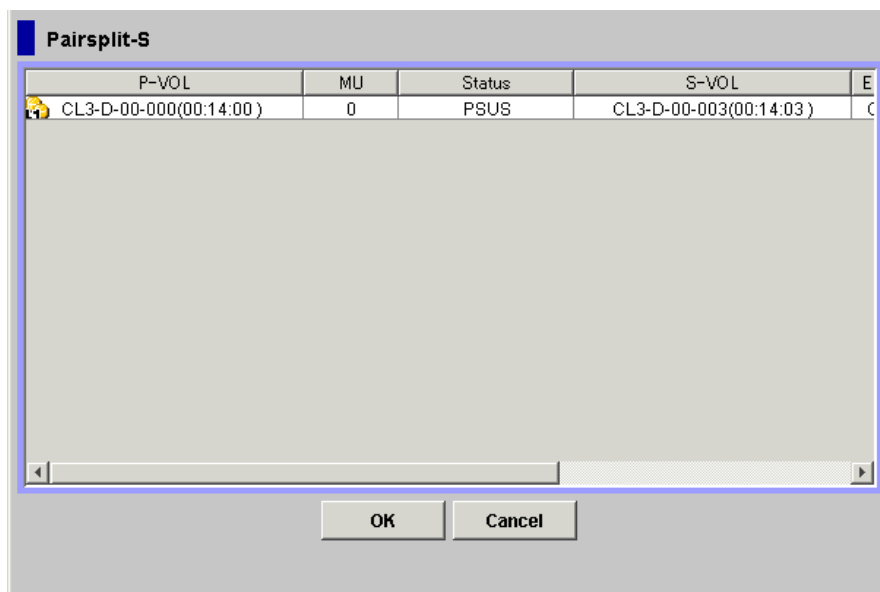 Pairsplit-S
P-VOL MU Status S-VOL E
CL3-D-00-000(00:14:00 ) 0 PSUS CL3-D-00-003(00:14:03 )
OK Cancel